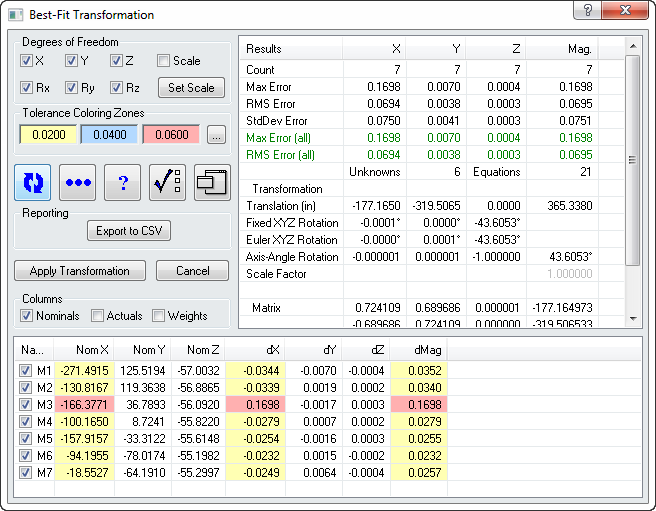 Best-Fit Transformation
Degrees of Freedom
X Y Z Scale
Rx Ry Rz Set Scale
Tolerance Coloring Zones
0.0200 0.0400 0.0600 ...
?
Reporting
Export to CSV
Apply Transformation Cancel
Columns
Nominals Actuals Weights
Results X Y Z Mag.
Count 7 7 7 7
Max Error 0.1698 0.0070 0.0004 0.1698
RMS Error 0.0694 0.0038 0.0003 0.0695
StdDev Error 0.0750 0.0041 0.0003 0.0751
Max Error (all) 0.1698 0.0070 0.0004 0.1698
RMS Error (all) 0.0694 0.0038 0.0003 0.0695
Unknowns 6 Equations 21
Transformation
Translation (in) -177.1650 -319.5065 0.0000 365.3380
Fixed XYZ Rotation -0.0001° 0.0000° -43.6053°
Euler XYZ Rotation -0.0000° 0.0001° -43.6053°
Axis-Angle Rotation -0.000001 0.000001 -1.000000 43.6053°
Scale Factor 1.000000
Matrix 0.724109 0.689686 0.000001 -177.164973
-0.689686 0.724109 0.000000 -319.506533
Na... Nom X Nom Y Nom Z dX dY dZ dMag
M1 -271.4915 125.5194 -57.0032 -0.0344 -0.0070 -0.0004 0.0352
M2 -130.8167 119.3638 -56.8865 -0.0339 0.0019 0.0002 0.0340
M3 -166.3771 36.7893 -56.0920 0.1698 -0.0017 0.0003 0.1698
M4 -100.1650 8.7241 -55.8220 -0.0279 0.0007 0.0002 0.0279
M5 -157.9157 -33.3122 -55.6148 -0.0254 -0.0016 0.0003 0.0255
M6 -94.1955 -78.0174 -55.1982 -0.0232 0.0015 -0.0002 0.0232
M7 -18.5527 -64.1910 -55.2997 -0.0249 0.0064 -0.0004 0.0257